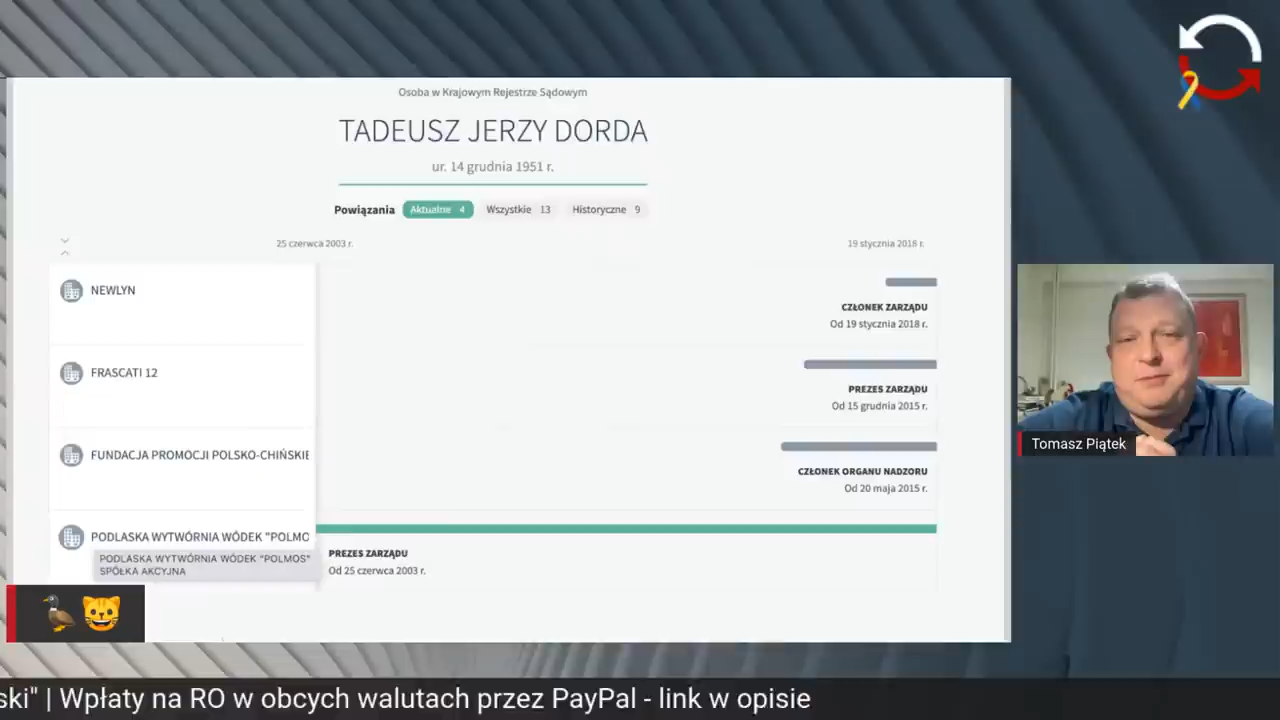 Osoba w Krajowym Rejestrze Sądowym
TADEUSZ JERZY DORDA
ur. 14 grudnia 1951 r.
Powiązania Aktualne 4 Wszystkie 13 Historyczne 9
25 czerwca 2003 r. 19 stycznia 2018 r.
NEWLYN
CZŁONEK ZARZĄDU
Od 19 stycznia 2018 r.
FRASCATI 12
PREZES ZARZĄDU
Od 15 grudnia 2015 r.
FUNDACJA PROMOCJI POLSKO-CHIŃSKIE
CZŁONEK ORGANU NADZORU
Od 20 maja 2015 r.
PODLASKA WYTWÓRNIA WÓDEK "POLMO
PODLASKA WYTWÓRNIA WÓDEK "POLMOS"
SPÓŁKA AKCYJNA
PREZES ZARZĄDU
Od 25 czerwca 2003 r.
Tomasz Piątek
ski" | Wpłaty na RO w obcych walutach przez PayPal - link w opisie